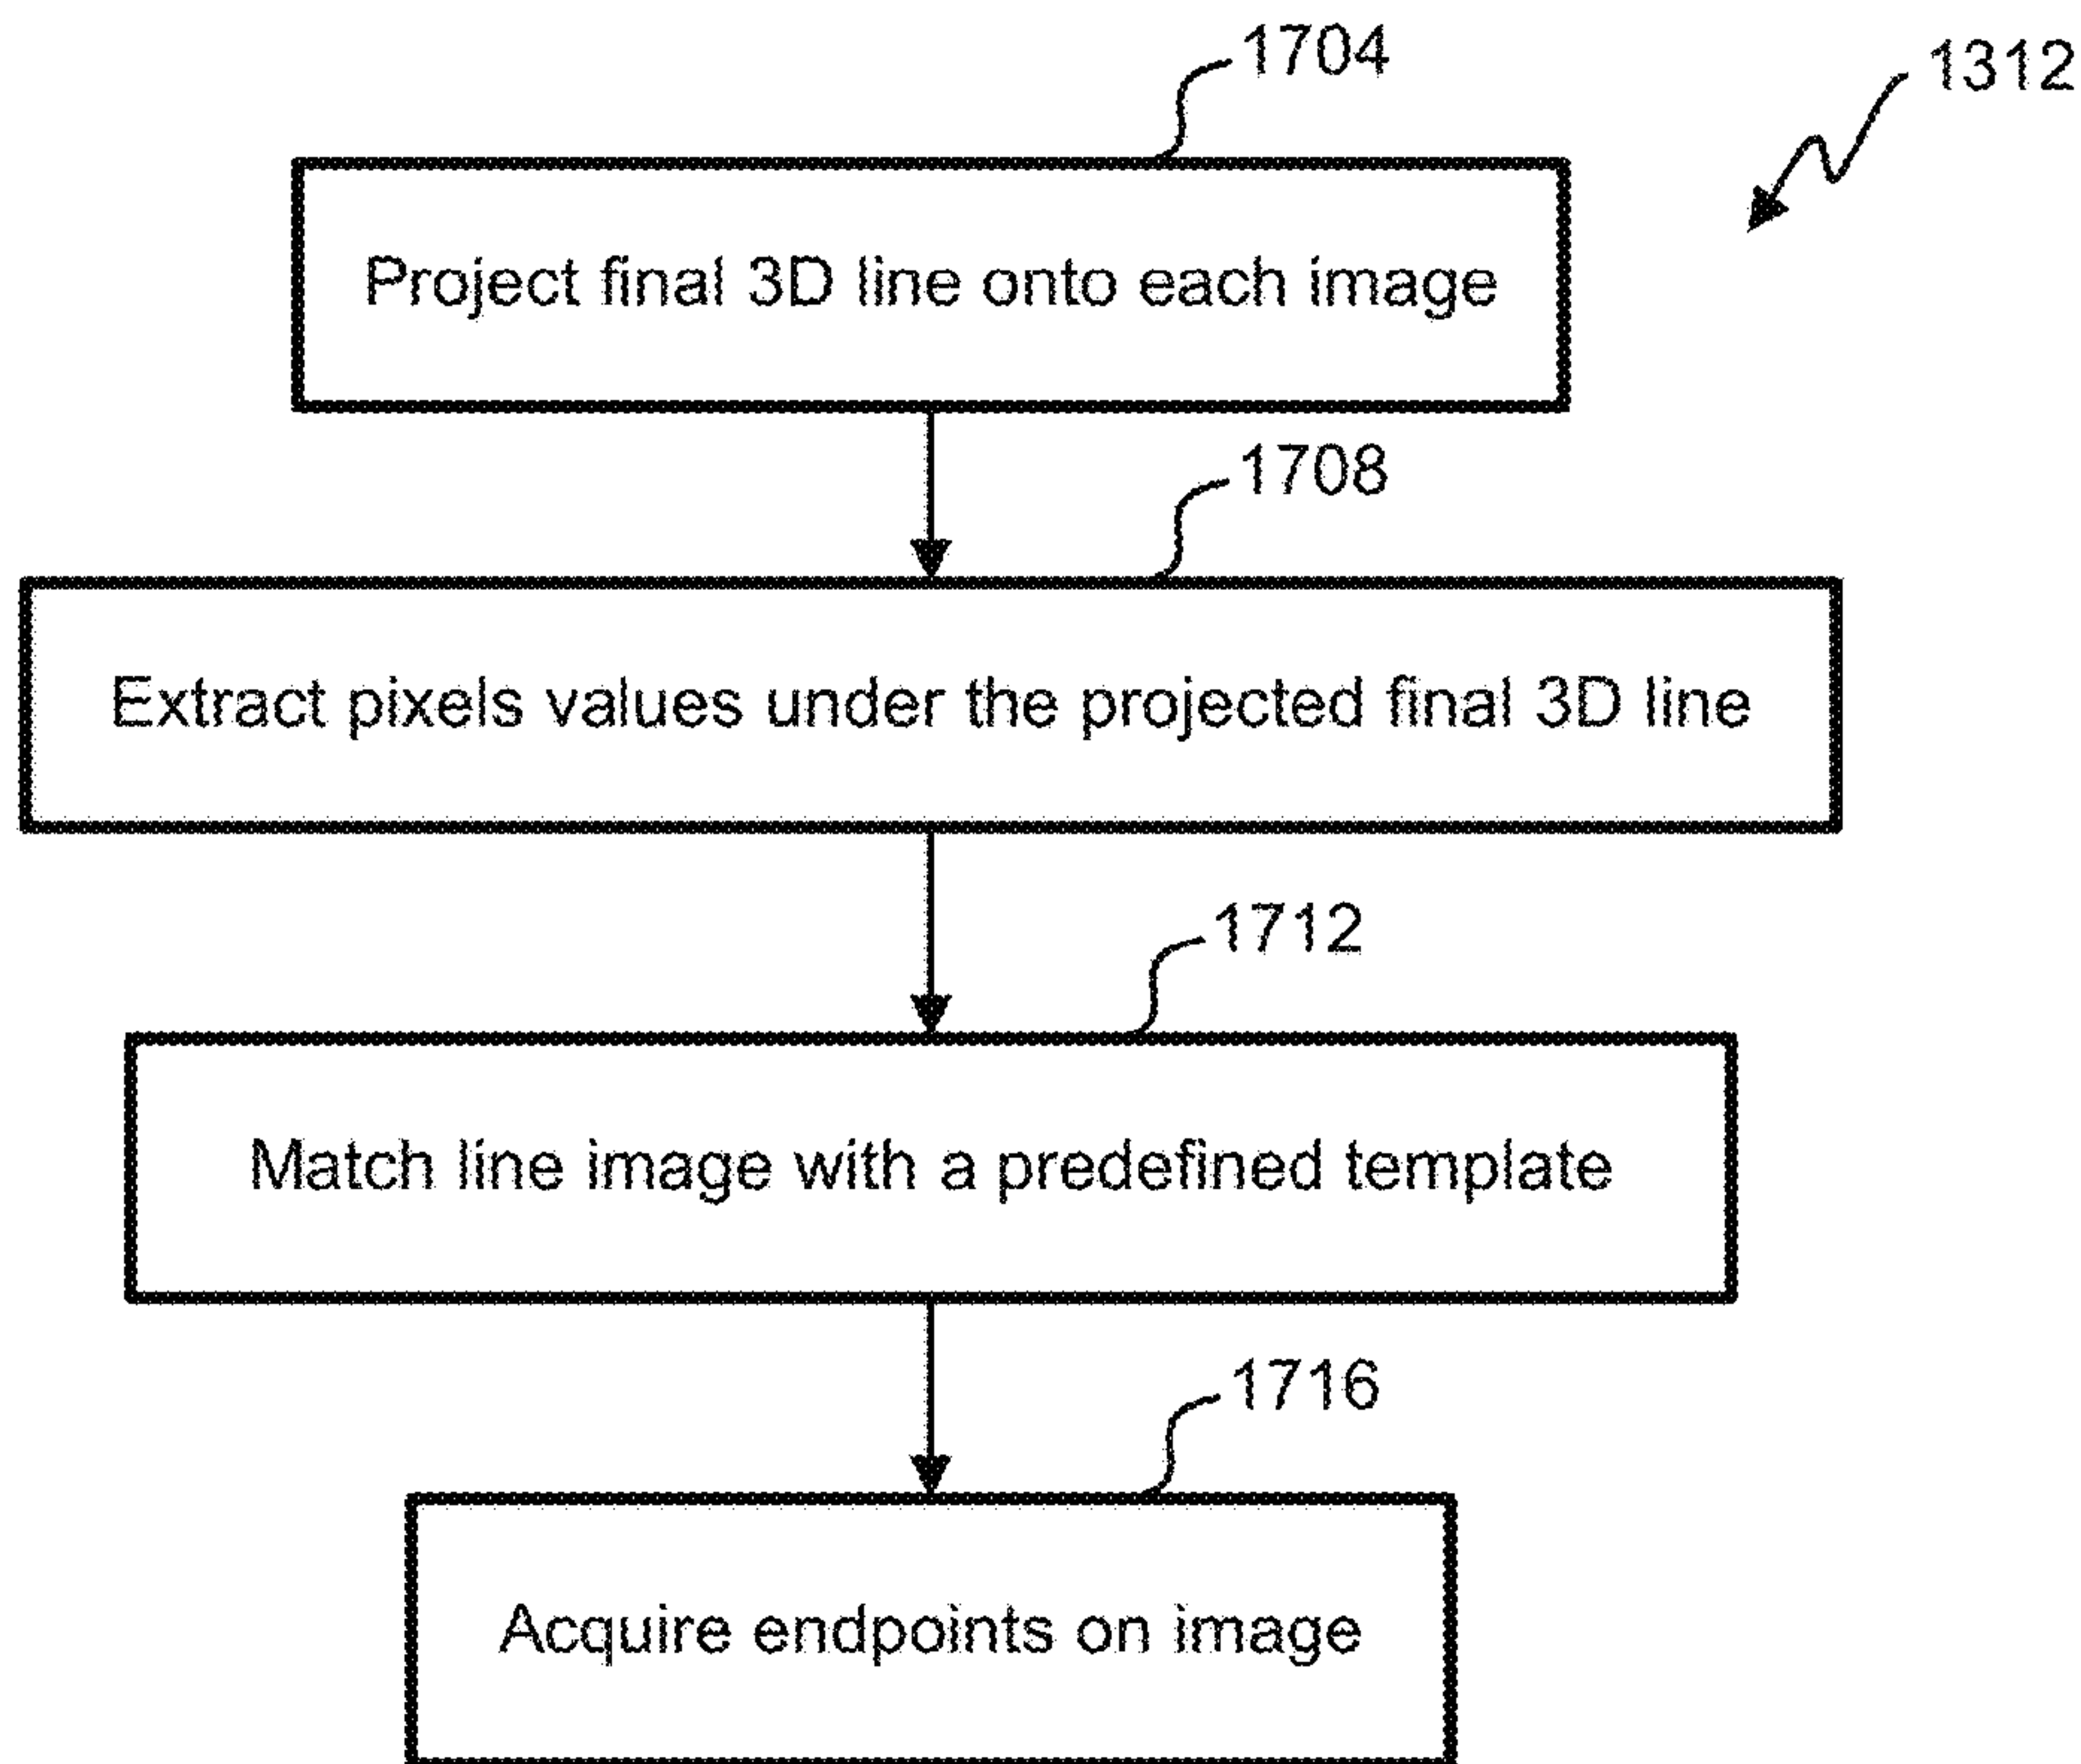 1704
1312
Project final 3D line onto each image
1708
Extract pixels values under the projected final 3D line
1712
Match line image with a predefined template
1716
Acquire endpoints on image